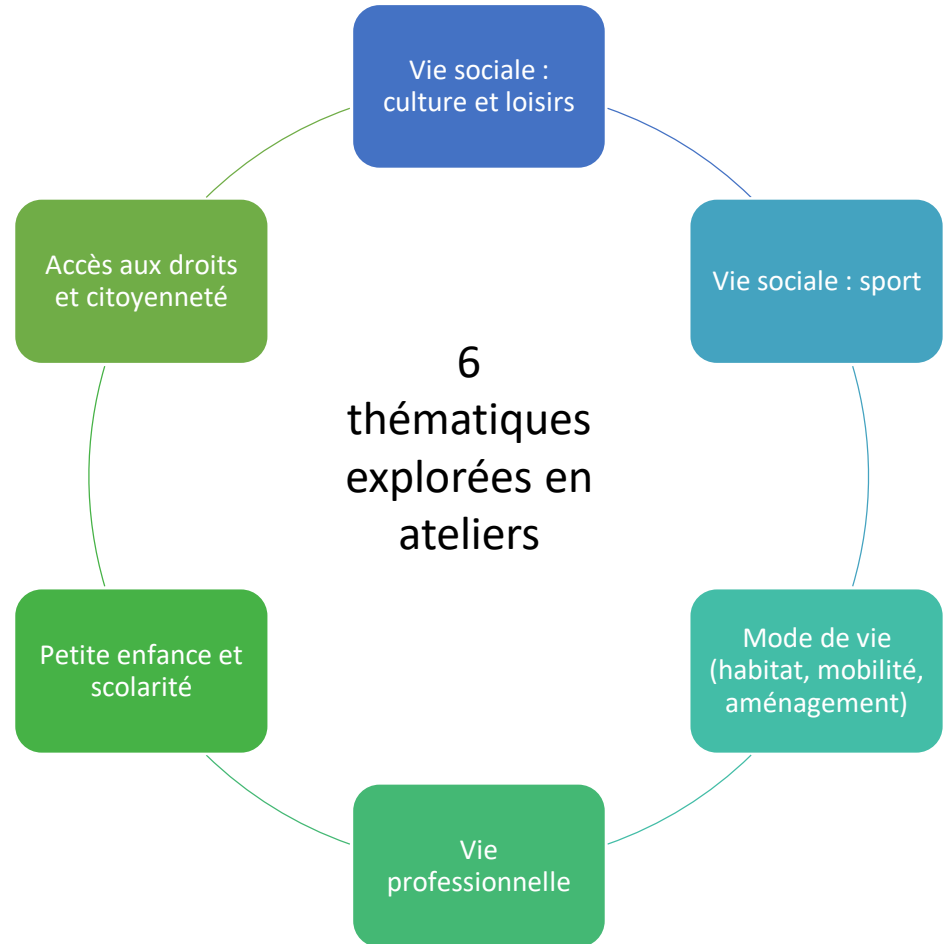 Vie sociale :
culture et loisirs
Vie sociale : sport
Mode de vie
(habitat, mobilité,
aménagement)
Vie
professionnelle
Petite enfance et
scolarité
Accès aux droits
et citoyenneté
6
thématiques
explorées en
ateliers